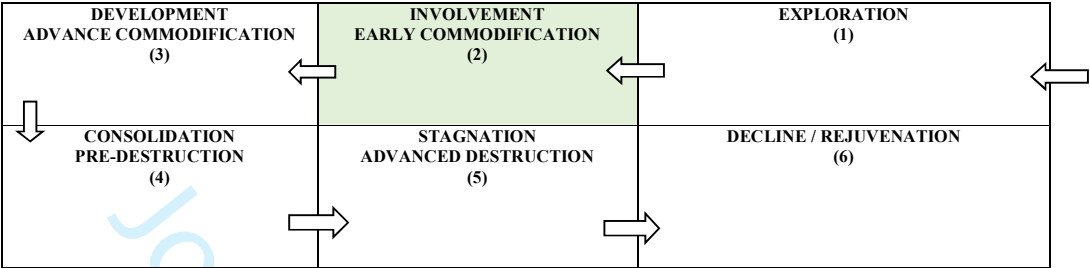 DEVELOPMENT
ADVANCE COMMODIFICATION
(3)
INVOLVEMENT
EARLY COMMODIFICATION
(2)
EXPLORATION
(1)
CONSOLIDATION
PRE-DESTRUCTION
(4)
STAGNATION
ADVANCED DESTRUCTION
(5)
DECLINE / REJUVENATION
(6)
Jo